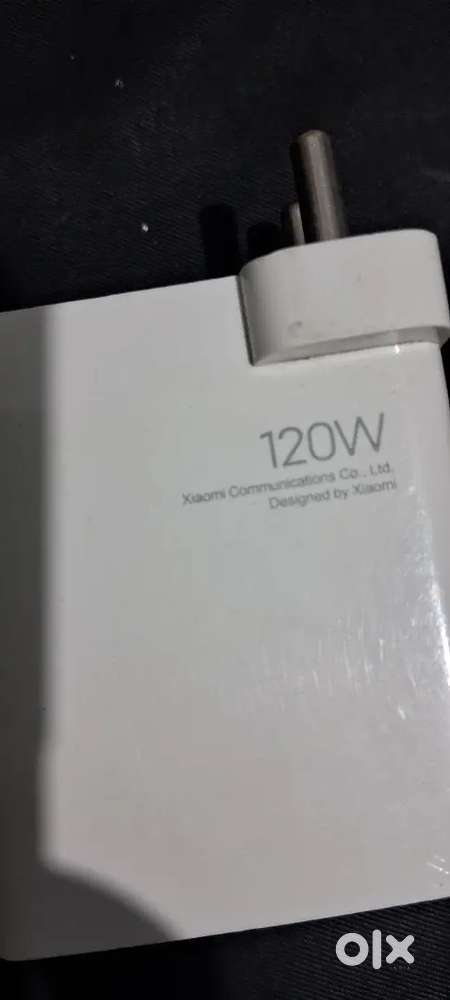 120W
Xiaomi Communications Co., Ltd.
Designed by Xiaomi
olx